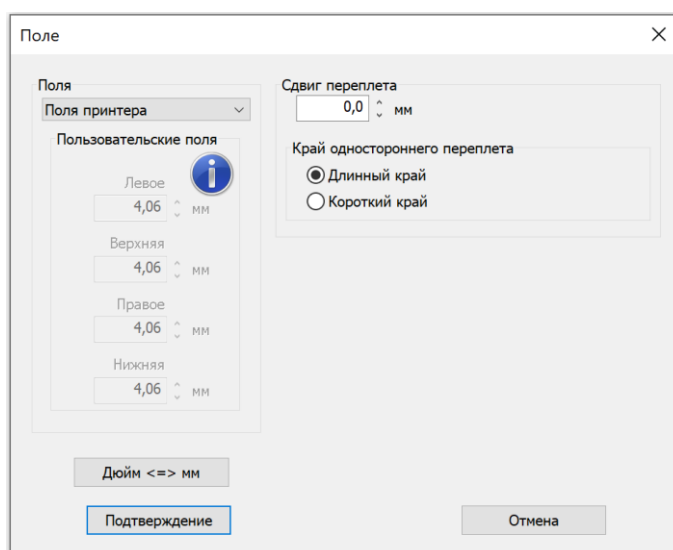 Поле
Поля
Поля принтера
Пользовательские поля
Левое
4,06 мм
Верхняя
4,06 мм
Правое
4,06 мм
Нижняя
4,06 мм
Сдвиг переплета
0,0 мм
Край одностороннего переплета
Длинный край
Короткий край
Дюйм <=> мм
Подтверждение
Отмена